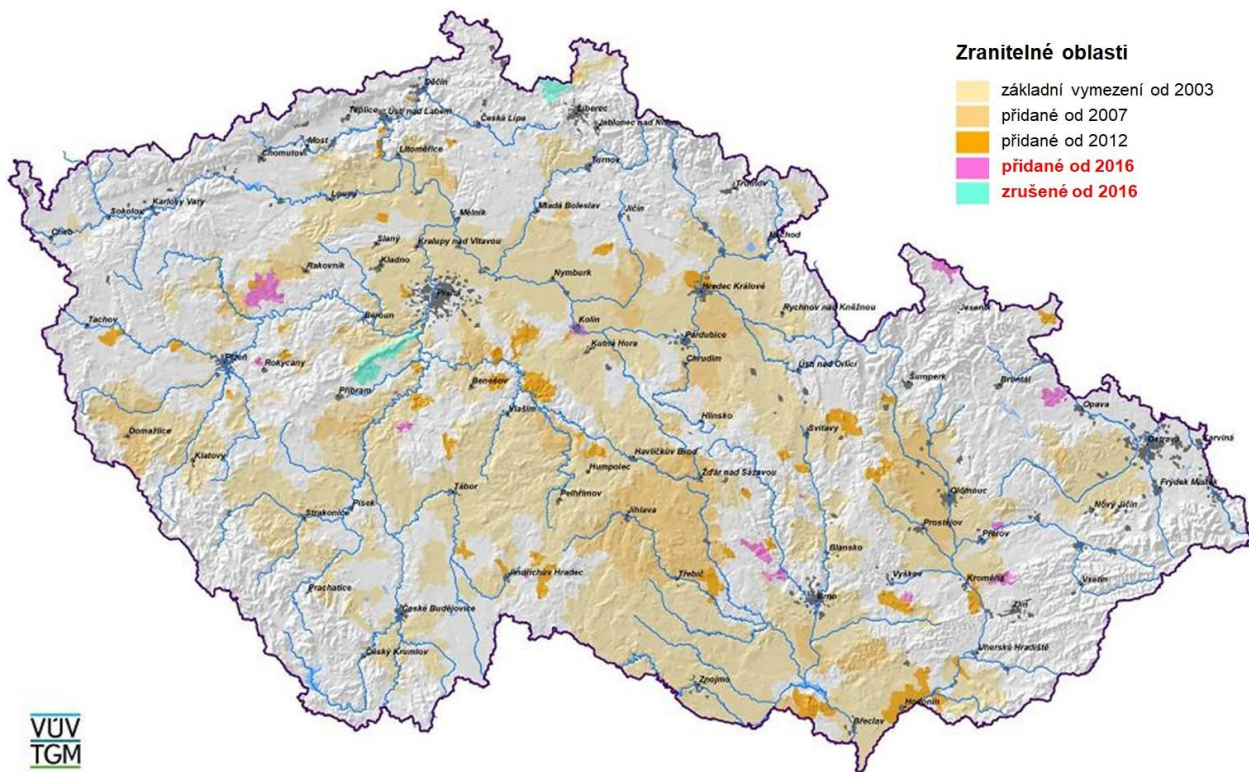 Zranitelné oblasti
základní vymezení od 2003
přidané od 2007
přidané od 2012
přidané od 2016
zrušené od 2016
Děčín
Teplice
Ústí nad Labem
Liberec
Jablonec nad Nisou
Česká Lípa
Most
Chomutov
Litoměřice
Turnov
Trutnov
Louny
Karlovy Vary
Sokolov
Cheb
Mělník
Mladá Boleslav
Jičín
Náchod
Slaný
Kralupy nad Vltavou
Kladno
Rakovník
Nymburk
Praha
Hradec Králové
Rychnov nad Kněžnou
Jeseník
Tachov
Beroun
Kolín
Pardubice
Kutná Hora
Plzeň
Rokycany
Chrudim
Ústí nad Orlicí
Šumperk
Bruntál
Příbram
Benešov
Opava
Vlašim
Hlinsko
Svitavy
Ostrava
Karviná
Domažlice
Klatovy
Havlíčkův Brod
Humpolec
Žďár nad Sázavou
Frýdek Místek
Tábor
Pelhřimov
Olomouc
Nový Jičín
Písek
Strakonice
Jihlava
Prostějov
Přerov
Blansko
Jindřichův Hradec
Třebíč
Vyškov
Kroměříž
Vsetín
Prachatice
Brno
Zlín
České Budějovice
Český Krumlov
Uherské Hradiště
Znojmo
Hodonín
Břeclav
VÚV
TGM